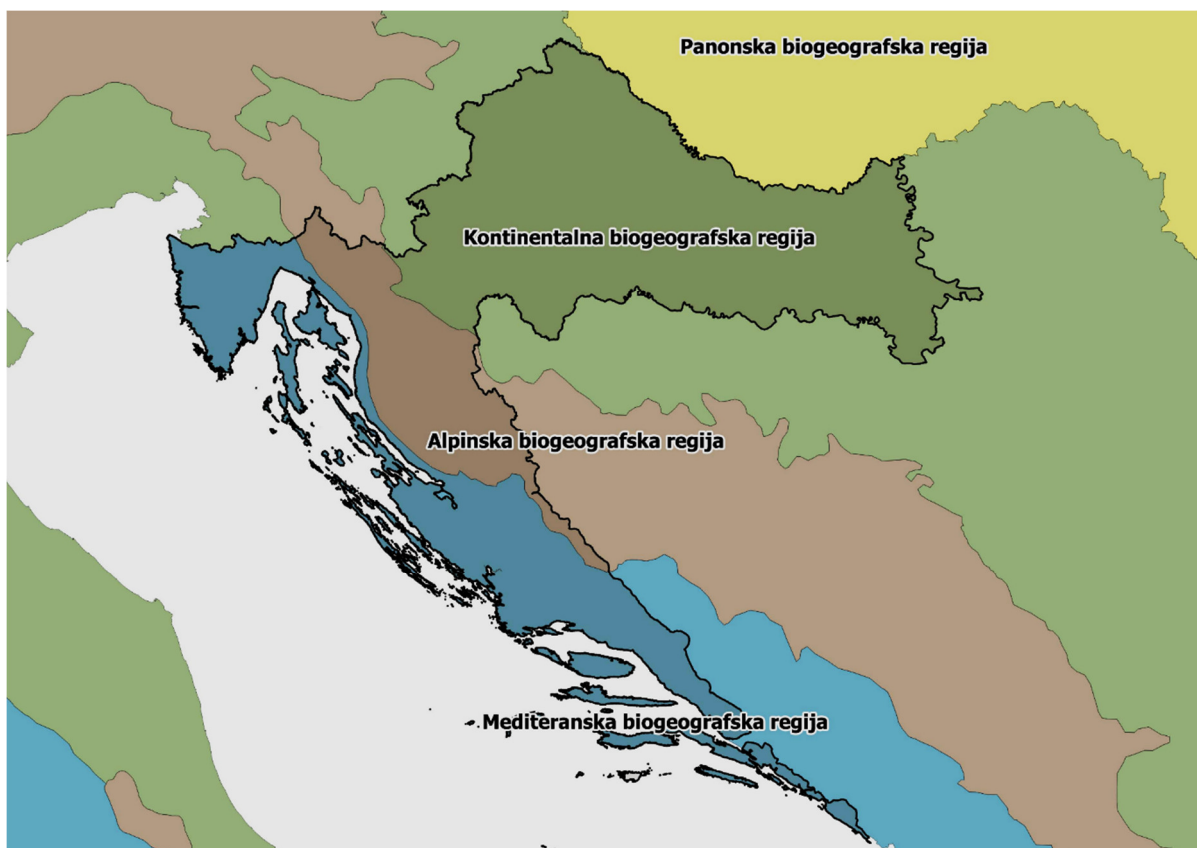 Panonska biogeografska regija
Kontinentalna biogeografska regija
Alpinska biogeografska regija
Mediteranska biogeografska regija